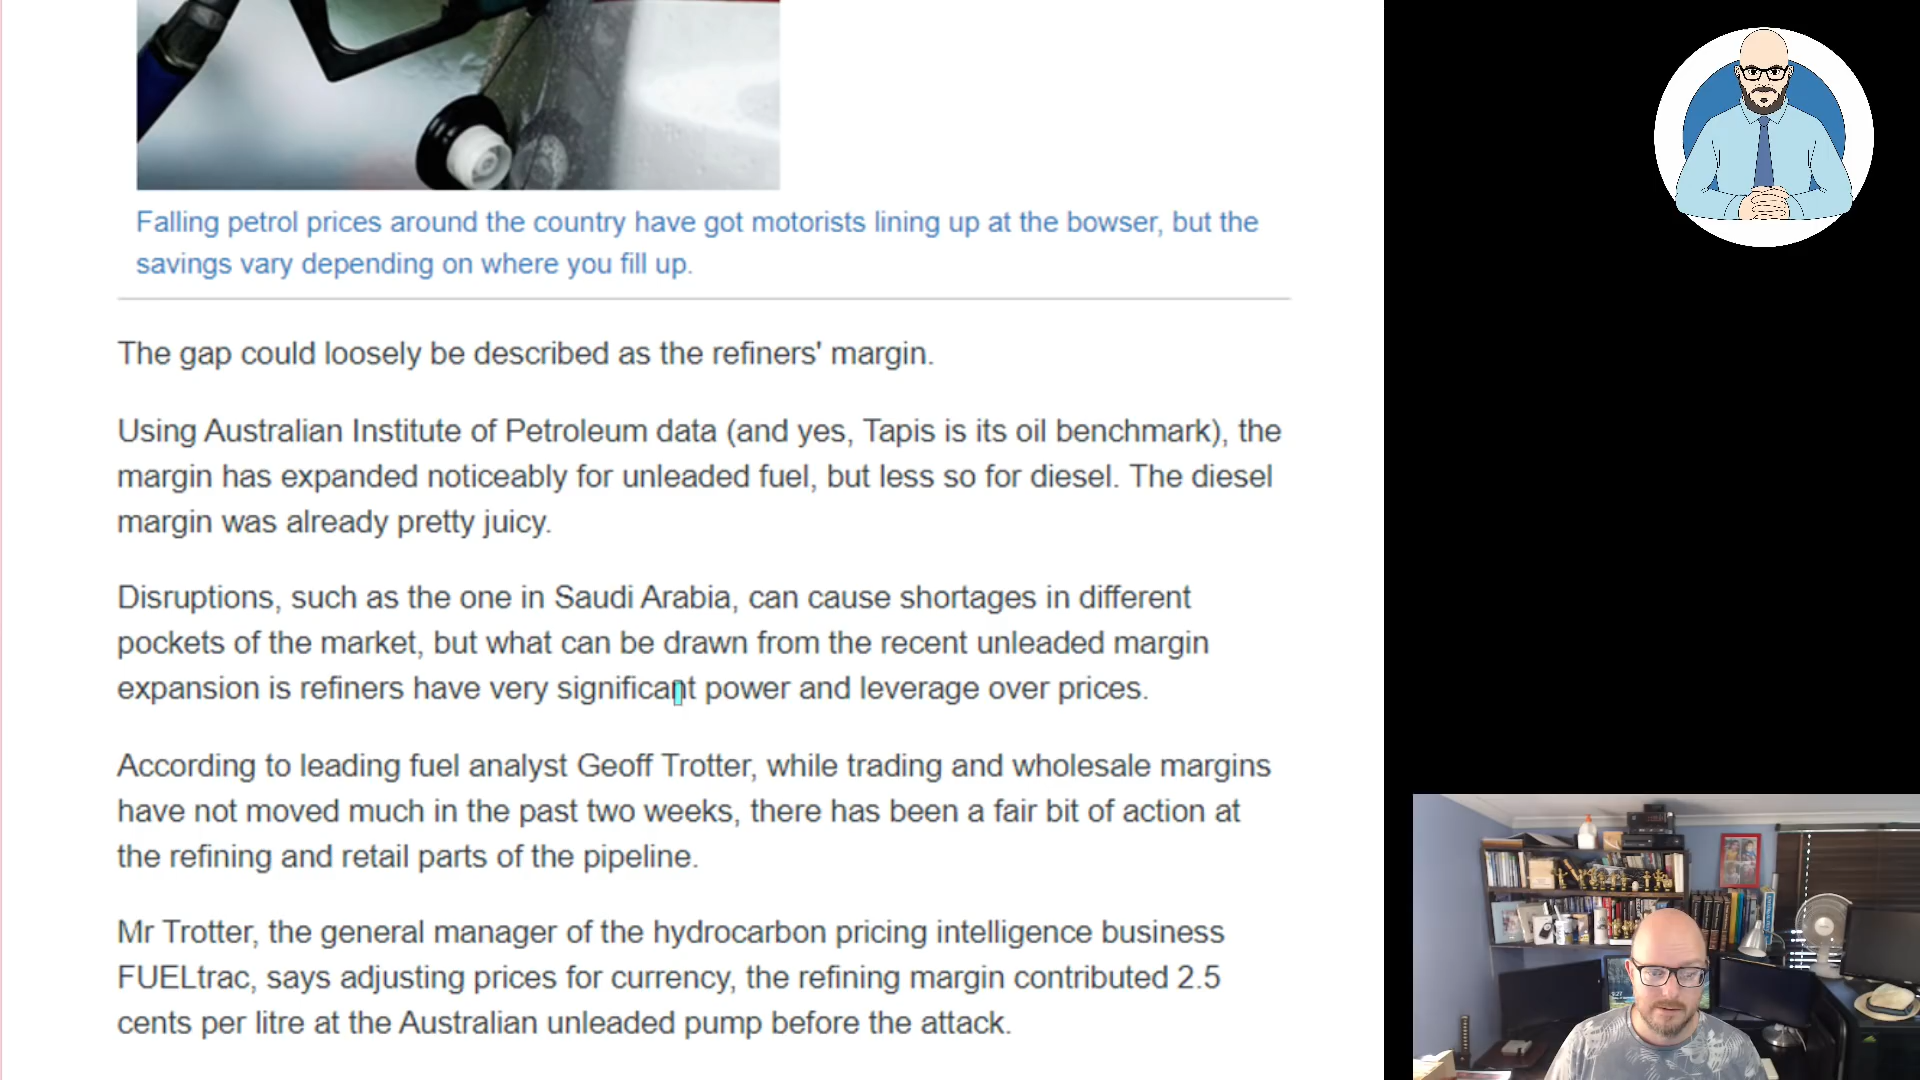 Falling petrol prices around the country have got motorists lining up at the bowser, but the
savings vary depending on where you fill up.
The gap could loosely be described as the refiners' margin.
Using Australian Institute of Petroleum data (and yes, Tapis is its oil benchmark), the
margin has expanded noticeably for unleaded fuel, but less so for diesel. The diesel
margin was already pretty juicy.
Disruptions, such as the one in Saudi Arabia, can cause shortages in different
pockets of the market, but what can be drawn from the recent unleaded margin
expansion is refiners have very significant power and leverage over prices.
According to leading fuel analyst Geoff Trotter, while trading and wholesale margins
have not moved much in the past two weeks, there has been a fair bit of action at
the refining and retail parts of the pipeline.
Mr Trotter, the general manager of the hydrocarbon pricing intelligence business
FUELtrac, says adjusting prices for currency, the refining margin contributed 2.5
cents per litre at the Australian unleaded pump before the attack.